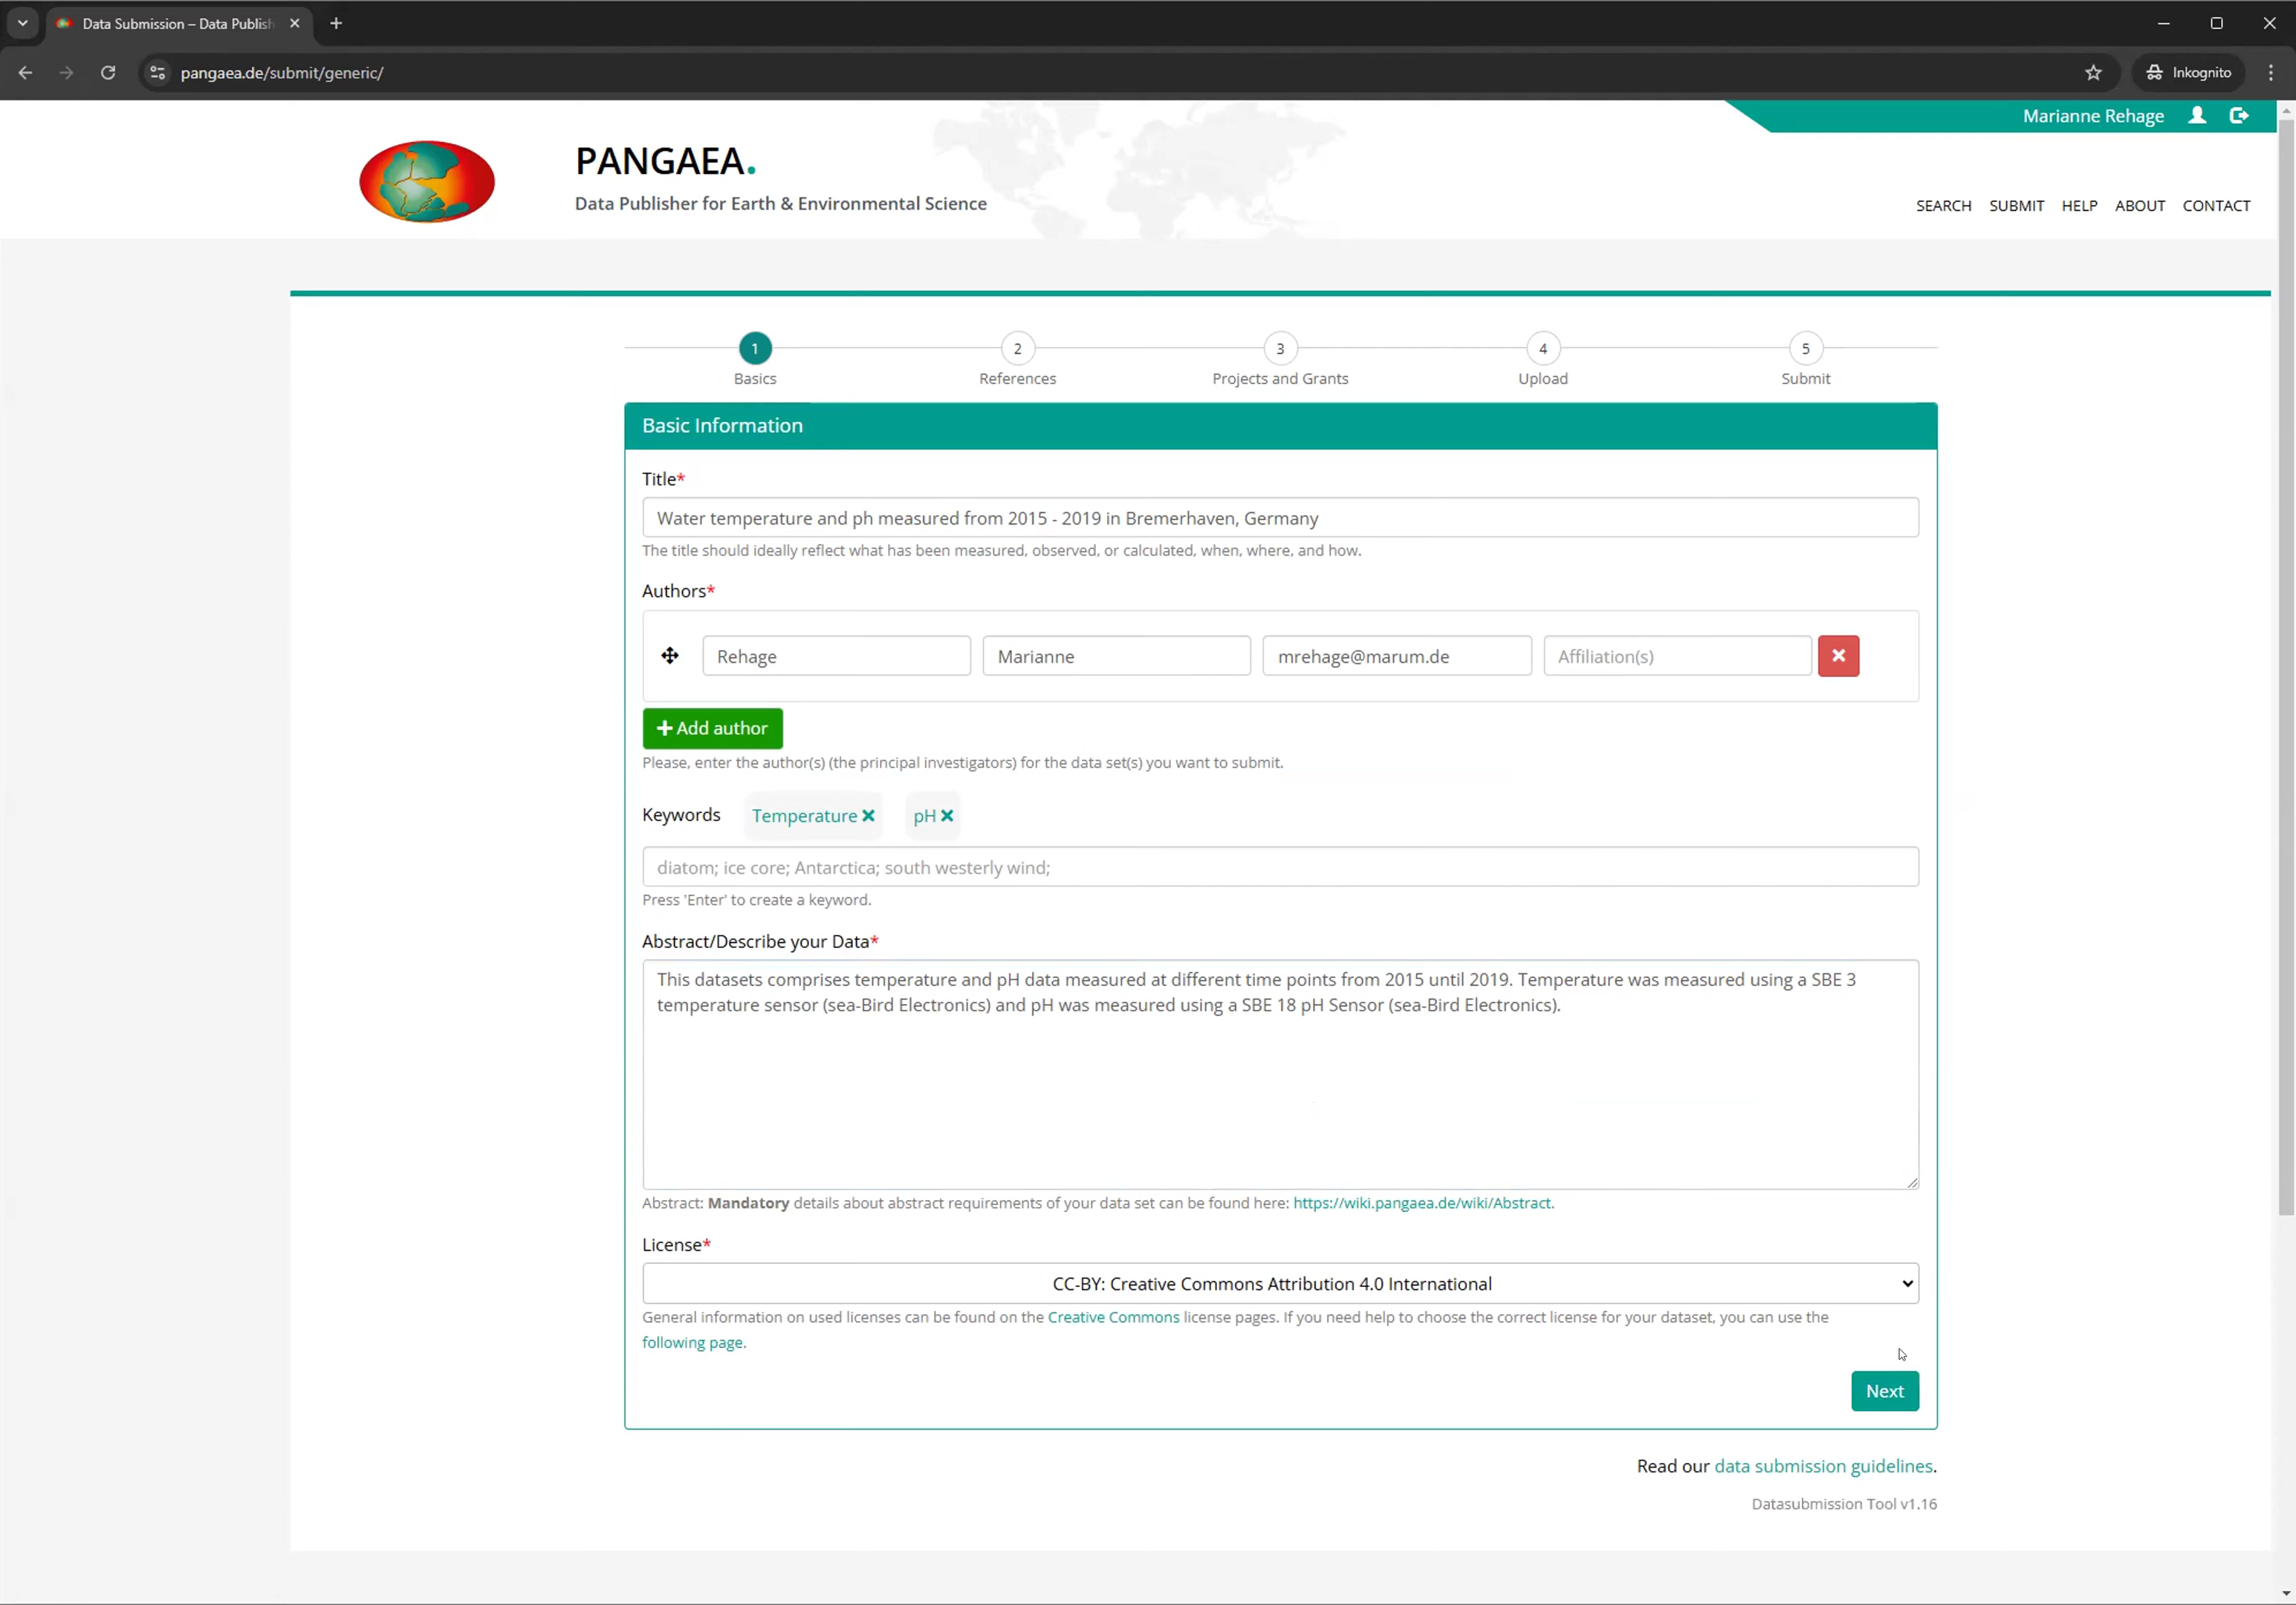 Data Submission – Data Publish
pangaea.de/submit/generic/
Inkognito
Marianne Rehage
PANGAEA.
Data Publisher for Earth & Environmental Science
SEARCH SUBMIT HELP ABOUT CONTACT
1 2 3 4 5
Basics References Projects and Grants Upload Submit
Basic Information
Title*
Water temperature and ph measured from 2015 - 2019 in Bremerhaven, Germany
The title should ideally reflect what has been measured, observed, or calculated, when, where, and how.
Authors*
Rehage Marianne mrehage@marum.de Affiliation(s)
Add author
Please, enter the author(s) (the principal investigators) for the data set(s) you want to submit.
Keywords Temperature pH
diatom; ice core; Antarctica; south westerly wind;
Press 'Enter' to create a keyword.
Abstract/Describe your Data*
This datasets comprises temperature and pH data measured at different time points from 2015 until 2019. Temperature was measured using a SBE 3
temperature sensor (sea-Bird Electronics) and pH was measured using a SBE 18 pH Sensor (sea-Bird Electronics).
Abstract: Mandatory details about abstract requirements of your data set can be found here: https://wiki.pangaea.de/wiki/Abstract.
License*
CC-BY: Creative Commons Attribution 4.0 International
General information on used licenses can be found on the Creative Commons license pages. If you need help to choose the correct license for your dataset, you can use the
following page.
Next
Read our data submission guidelines.
Datasubmission Tool v1.16